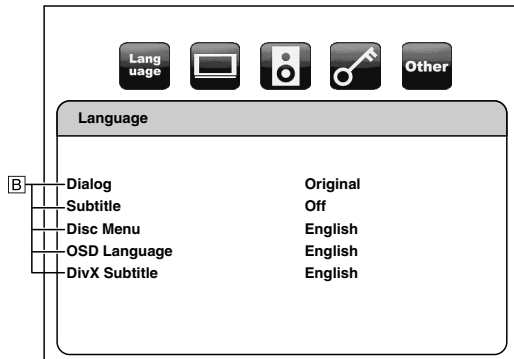 Lang
uage
Other
Language
B
Dialog Original
Subtitle Off
Disc Menu English
OSD Language English
DivX Subtitle English